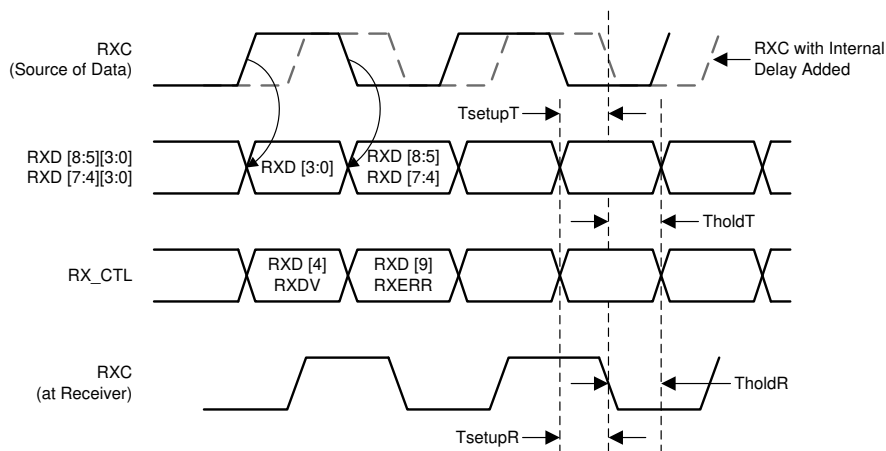 RXC
(Source of Data)
RXC with Internal
Delay Added
TsetupT
RXD [8:5][3:0]
RXD [7:4][3:0]
RXD [3:0]
RXD [8:5]
RXD [7:4]
TholdT
RX_CTL
RXD [4]
RXDV
RXD [9]
RXERR
RXC
(at Receiver)
TholdR
TsetupR